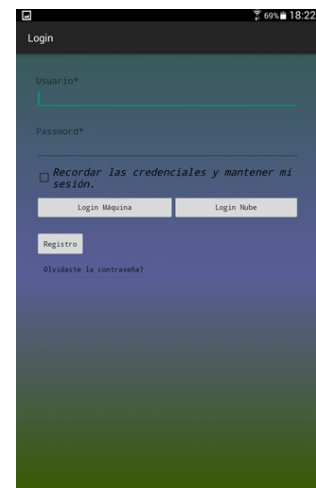 69% 18:22
Login
Usuario*
Password*
Recordar las credenciales y mantener mi
sesión.
Login Máquina Login Nube
Registro
Olvidaste la contraseña?